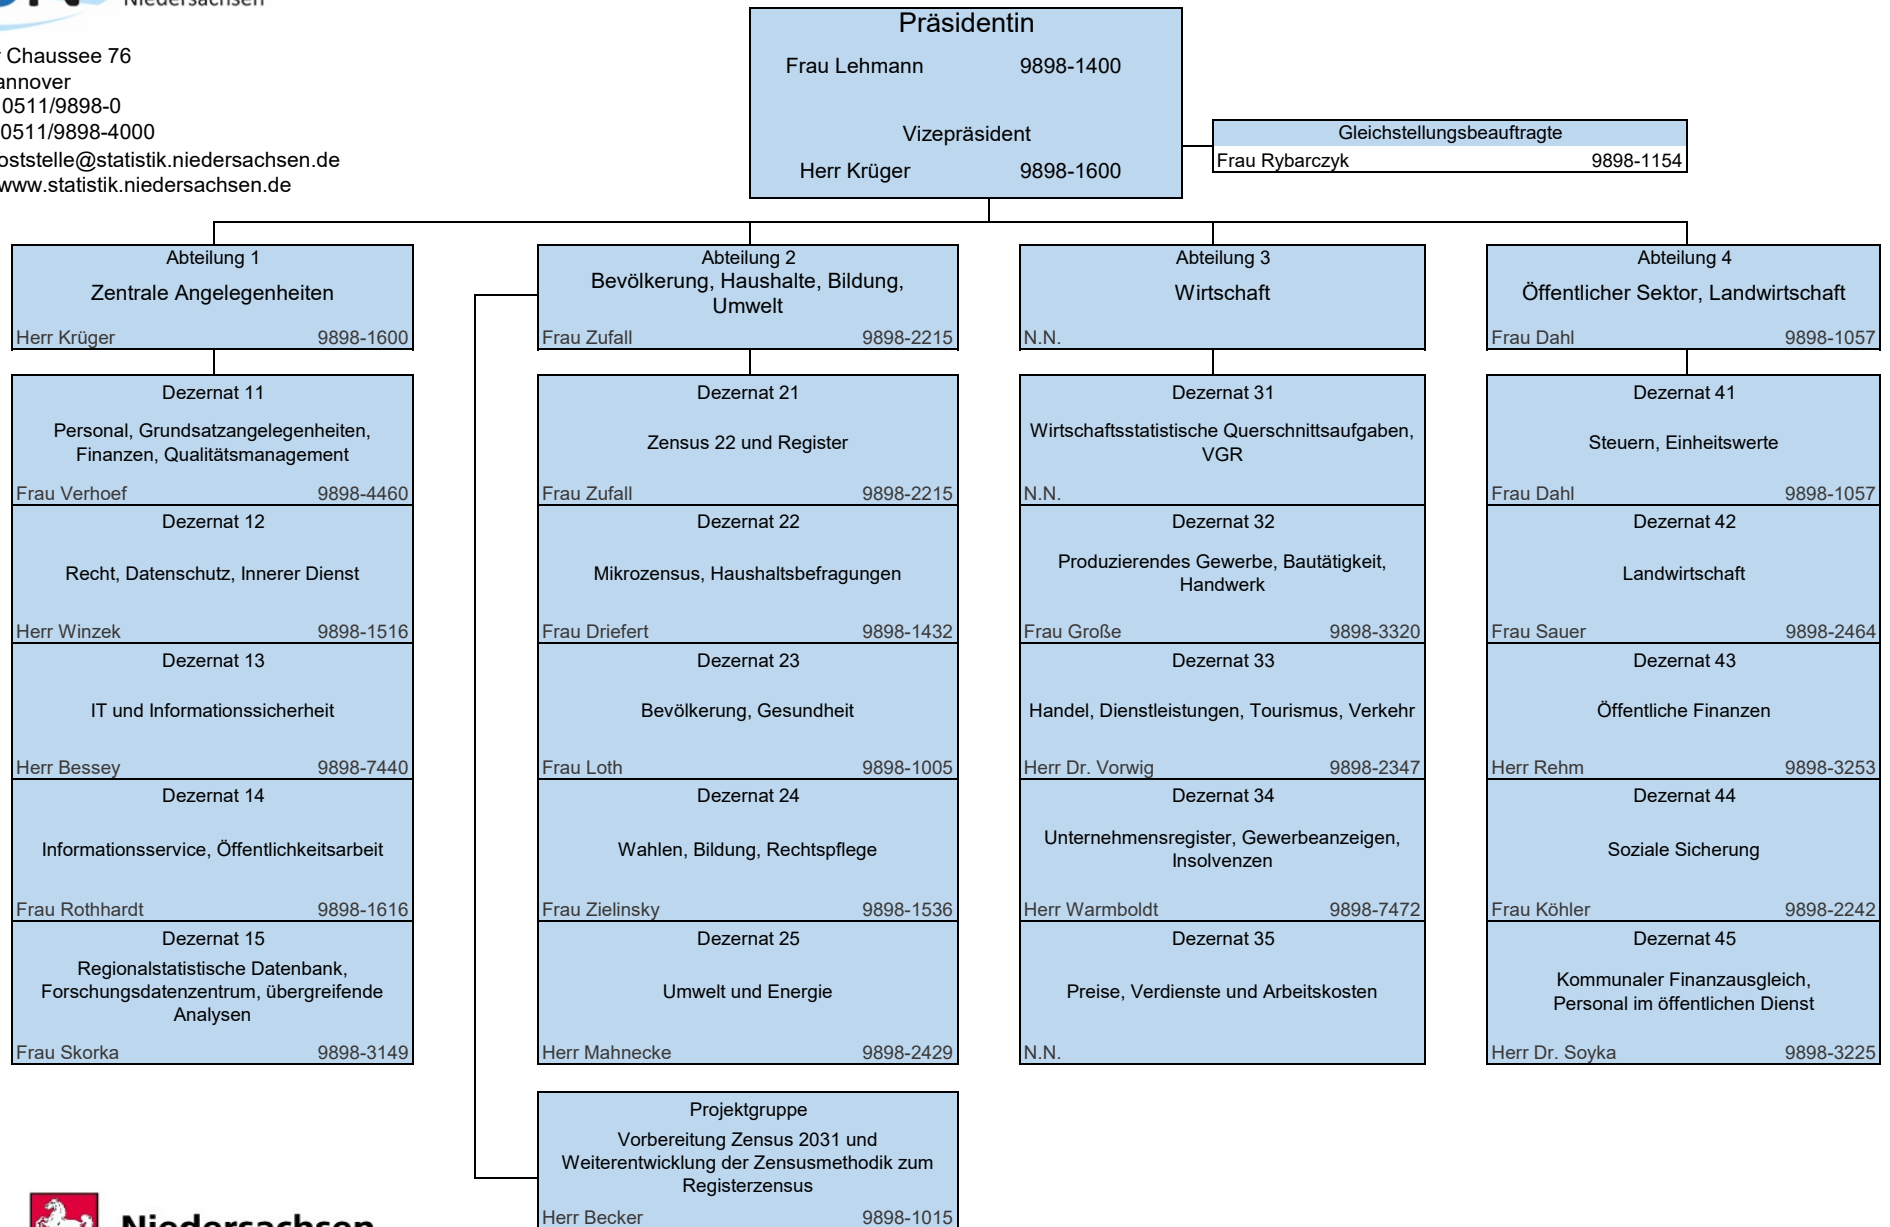 Niedersachsen
Chaussee 76
0511/9898-0
0511/9898-4000
www.statistik.niedersachsen.de
Präsidentin
Frau Lehmann 9898-1400
Vizepräsident
Herr Krüger 9898-1600
Gleichstellungsbeauftragte
Frau Rybarczyk 9898-1154
Abteilung 1
Zentrale Angelegenheiten
Herr Krüger 9898-1600
Dezernat 11
Personal, Grundsatzangelegenheiten,
Finanzen, Qualitätsmanagement
Frau Verhoef 9898-4460
Dezernat 12
Recht, Datenschutz, Innerer Dienst
Herr Winzek 9898-1516
Dezernat 13
IT und Informationssicherheit
Herr Bessey 9898-7440
Dezernat 14
Informationsservice, Öffentlichkeitsarbeit
Frau Rothhardt 9898-1616
Dezernat 15
Regionalstatistische Datenbank,
Forschungsdatenzentrum, übergreifende
Analysen
Frau Skorka 9898-3149
Abteilung 2
Bevölkerung, Haushalte, Bildung,
Umwelt
Frau Zufall 9898-2215
Dezernat 21
Zensus 22 und Register
Frau Zufall 9898-2215
Dezernat 22
Mikrozensus, Haushaltsbefragungen
Frau Driefert 9898-1432
Dezernat 23
Bevölkerung, Gesundheit
Frau Loth 9898-1005
Dezernat 24
Wahlen, Bildung, Rechtspflege
Frau Zielinsky 9898-1536
Dezernat 25
Umwelt und Energie
Herr Mahnecke 9898-2429
Projektgruppe
Vorbereitung Zensus 2031 und
Weiterentwicklung der Zensusmethodik zum
Registerzensus
Herr Becker 9898-1015
Abteilung 3
Wirtschaft
N.N.
Dezernat 31
Wirtschaftsstatistische Querschnittsaufgaben,
VGR
N.N.
Dezernat 32
Produzierendes Gewerbe, Bautätigkeit,
Handwerk
Frau Große 9898-3320
Dezernat 33
Handel, Dienstleistungen, Tourismus, Verkehr
Herr Dr. Vorwig 9898-2347
Dezernat 34
Unternehmensregister, Gewerbeanzeigen,
Insolvenzen
Herr Warmboldt 9898-7472
Dezernat 35
Preise, Verdienste und Arbeitskosten
N.N.
Abteilung 4
Öffentlicher Sektor, Landwirtschaft
Frau Dahl 9898-1057
Dezernat 41
Steuern, Einheitswerte
Frau Dahl 9898-1057
Dezernat 42
Landwirtschaft
Frau Sauer 9898-2464
Dezernat 43
Öffentliche Finanzen
Herr Rehm 9898-3253
Dezernat 44
Soziale Sicherung
Frau Köhler 9898-2242
Dezernat 45
Kommunaler Finanzausgleich,
Personal im öffentlichen Dienst
Herr Dr. Soyka 9898-3225
Niedersachsen